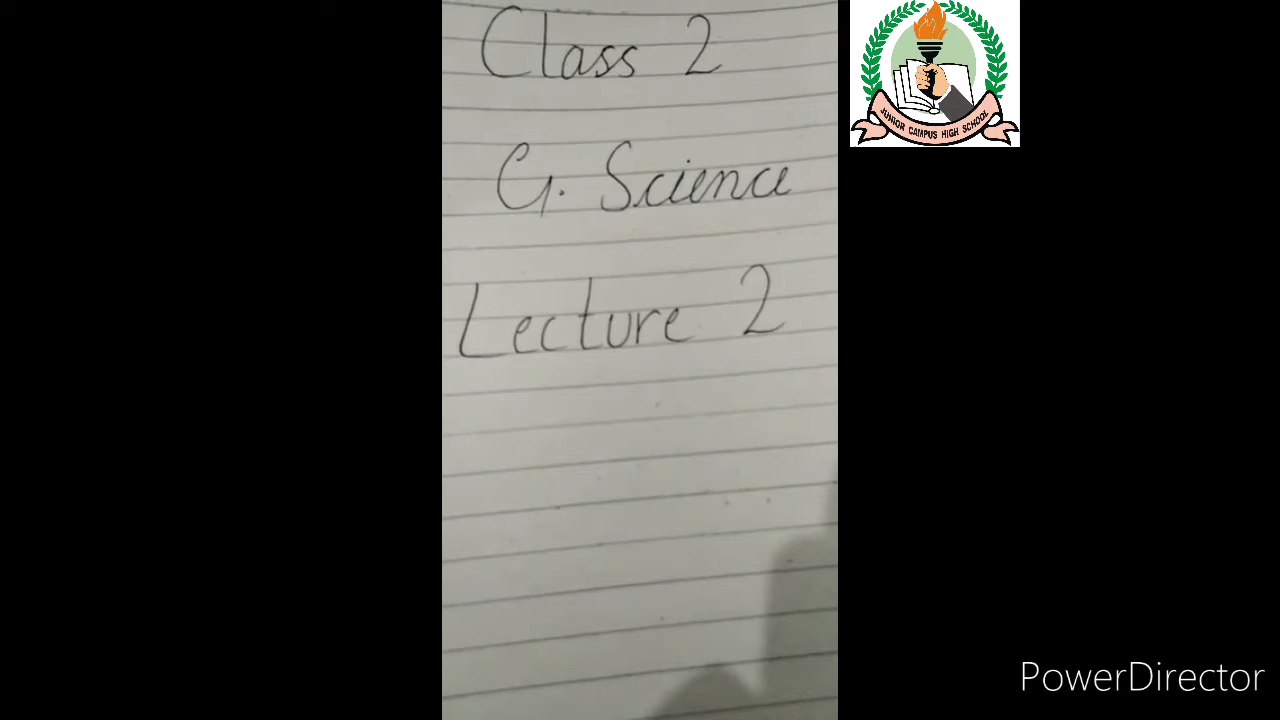 Class 2
G. Science
Lecture 2
JUNIOR CAMPUS HIGH SCHOOL
PowerDirector